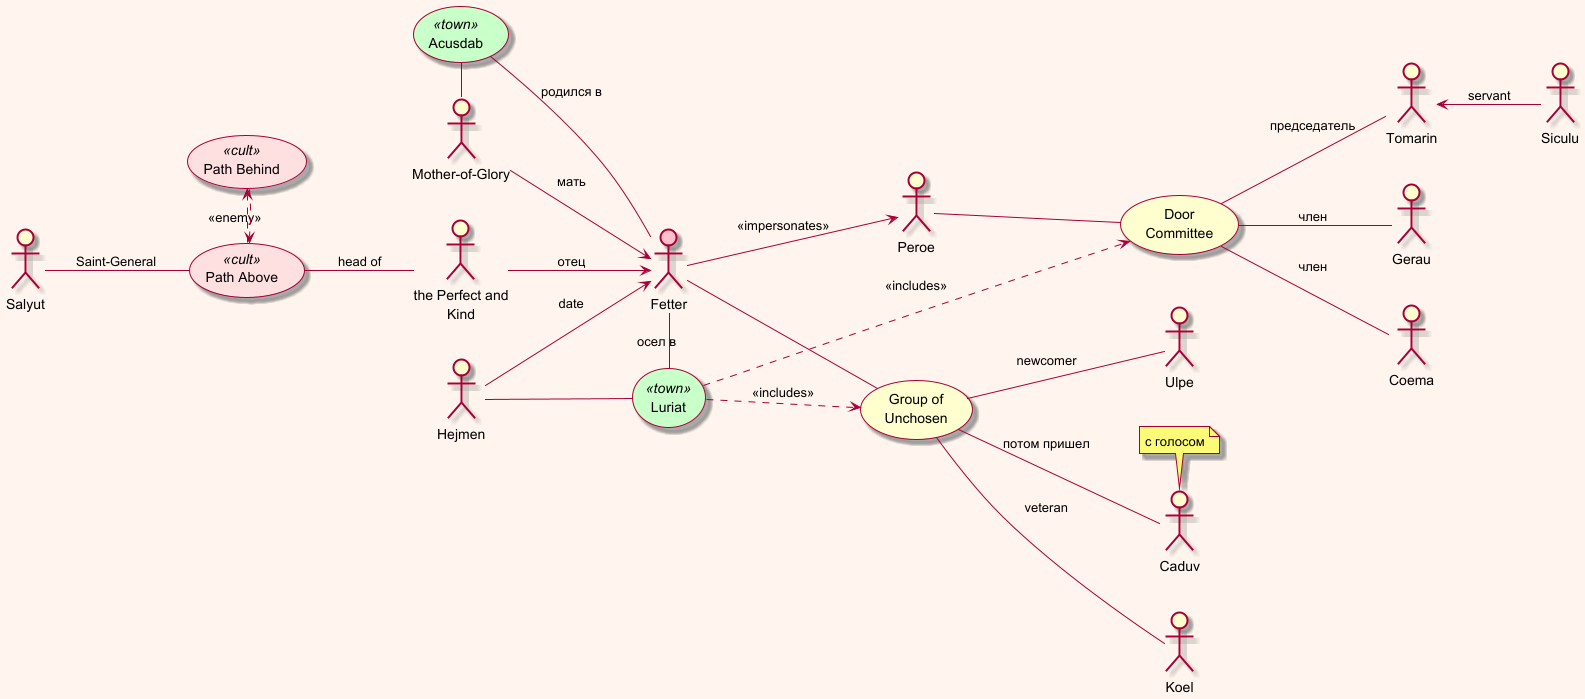 «town»
Acusdab
родился в
Mother-of-Glory
мать
«cult»
Path Behind
«enemy»
«cult»
Path Above
Salyut
Saint-General
head of
the Perfect and
Kind
отец
date
Hejmen
Fetter
осел в
«town»
Luriat
«impersonates»
Peroe
«includes»
«includes»
Group of
Unchosen
Door
Committee
председатель
Tomarin
servant
Siculu
член
Gerau
член
Coema
newcomer
Ulpe
потом пришел
с голосом
Caduv
veteran
Koel